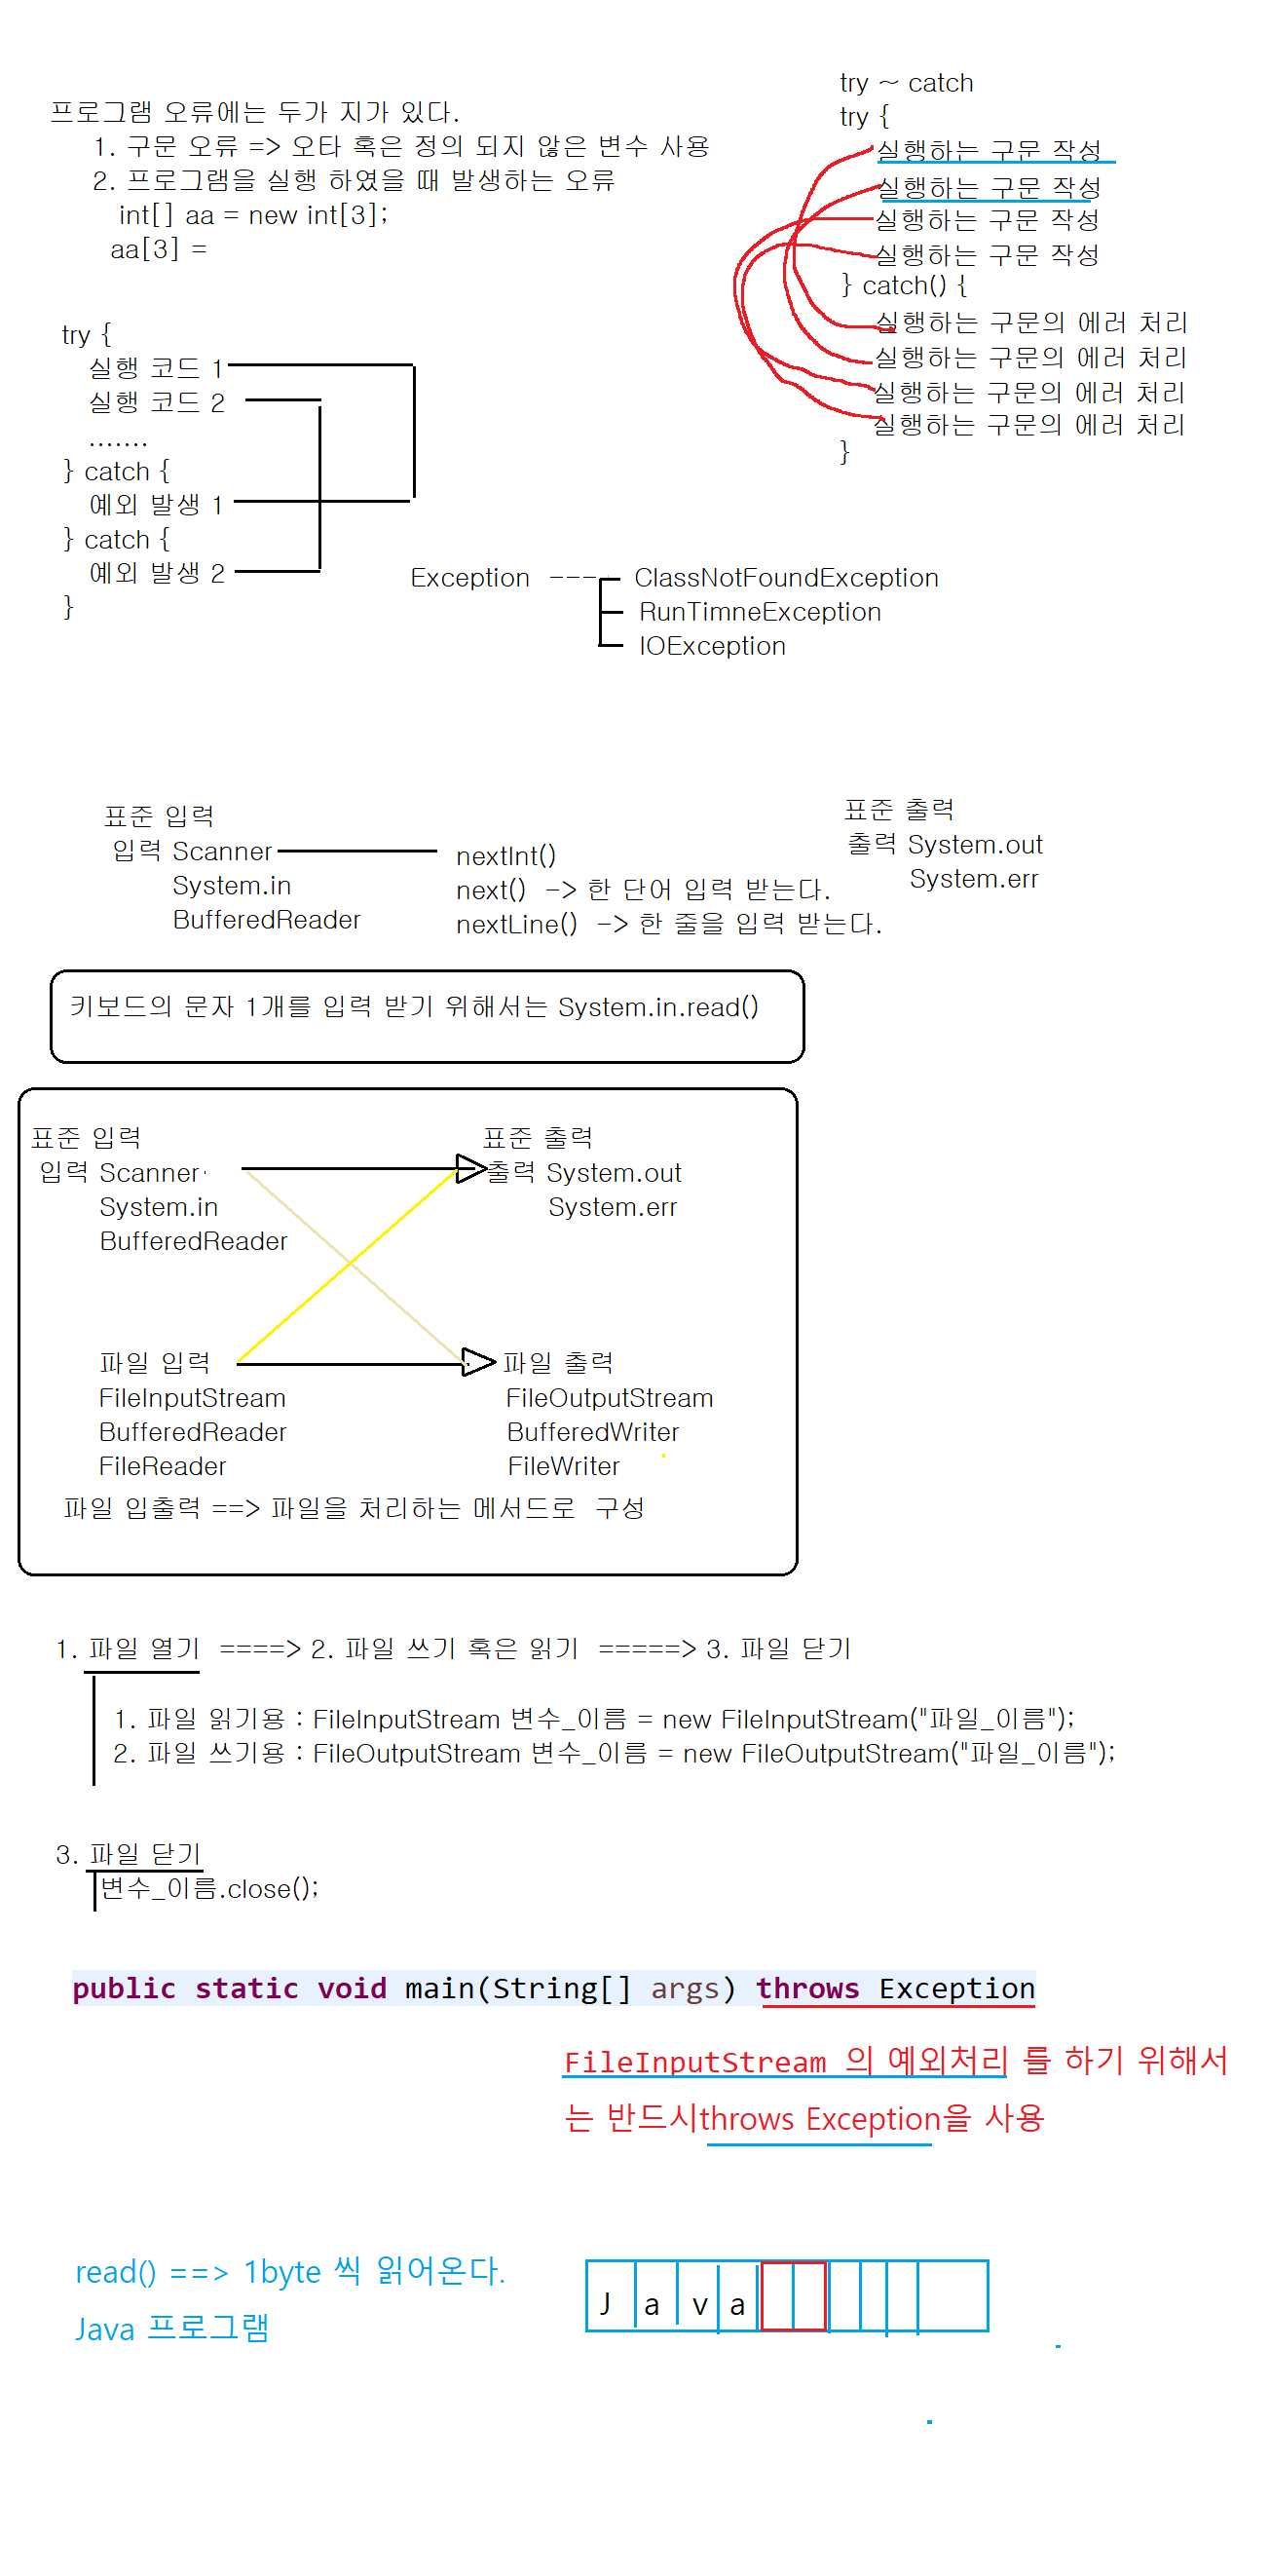 프로그램 오류에는 두가 지가 있다.
1. 구문 오류 => 오타 혹은 정의 되지 않은 변수 사용
2. 프로그램을 실행 하였을 때 발생하는 오류
int[] aa = new int[3];
aa[3] =
try ~ catch
try {
실행하는 구문 작성
실행하는 구문 작성
실행하는 구문 작성
실행하는 구문 작성
} catch() {
실행하는 구문의 에러 처리
실행하는 구문의 에러 처리
실행하는 구문의 에러 처리
실행하는 구문의 에러 처리
}
try {
실행 코드 1
실행 코드 2
.......
} catch {
예외 발생 1
} catch {
예외 발생 2
}
Exception --- ClassNotFoundException
RunTimneException
IOException
표준 입력
입력 Scanner
System.in
BufferedReader
nextInt()
next() -> 한 단어 입력 받는다.
nextLine() -> 한 줄을 입력 받는다.
표준 출력
출력 System.out
System.err
키보드의 문자 1개를 입력 받기 위해서는 System.in.read()
표준 입력
입력 Scanner
System.in
BufferedReader
표준 출력
출력 System.out
System.err
파일 입력
FileInputStream
BufferedReader
FileReader
파일 출력
FileOutputStream
BufferedWriter
FileWriter
파일 입출력 ==> 파일을 처리하는 메서드로 구성
1. 파일 열기 ====> 2. 파일 쓰기 혹은 읽기 =====> 3. 파일 닫기
1. 파일 읽기용 : FileInputStream 변수_이름 = new FileInputStream("파일_이름");
2. 파일 쓰기용 : FileOutputStream 변수_이름 = new FileOutputStream("파일_이름");
3. 파일 닫기
변수_이름.close();
public static void main(String[] args) throws Exception
FileInputStream 의 예외처리 를 하기 위해서
는 반드시throws Exception을 사용
read() ==> 1byte 씩 읽어온다.
Java 프로그램
J a v a